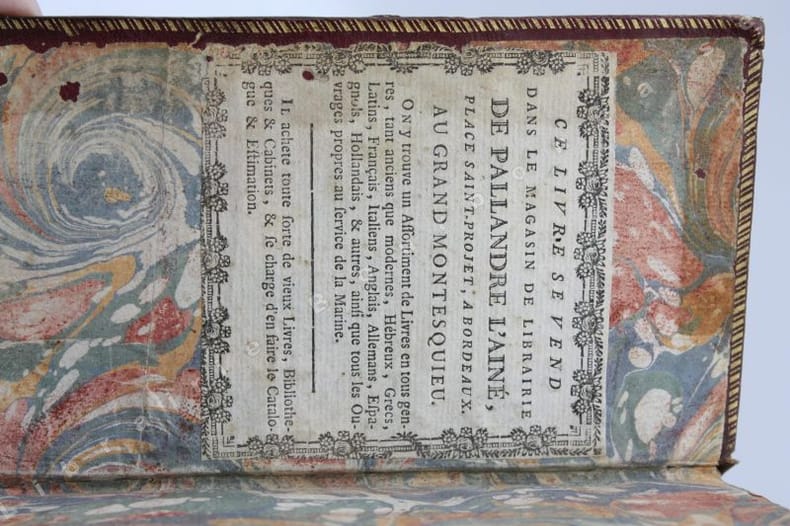 CE LIVRE SE VEND
DANS LE MAGASIN DE LIBRAIRIE
DE PALLANDRE L'AINÉ,
PLACE SAINT-PROJET, A BORDEAUX.
AU GRAND MONTESQUIEU.
ON y trouve un Aſſortiment de Livres en tous gen-
res, tant anciens que modernes, Hébreux, Grecs,
Latins, Français, Italiens, Anglais, Allemans, Eſpa-
gnols, Hollandais, & autres, ainſi que tous les Ou-
vrages propres au ſervice de la Marine.
IL achete toute ſorte de vieux Livres, Bibliothe-
ques & Cabinets, & ſe charge d'en faire le Catalo-
gue & Eſtimation.